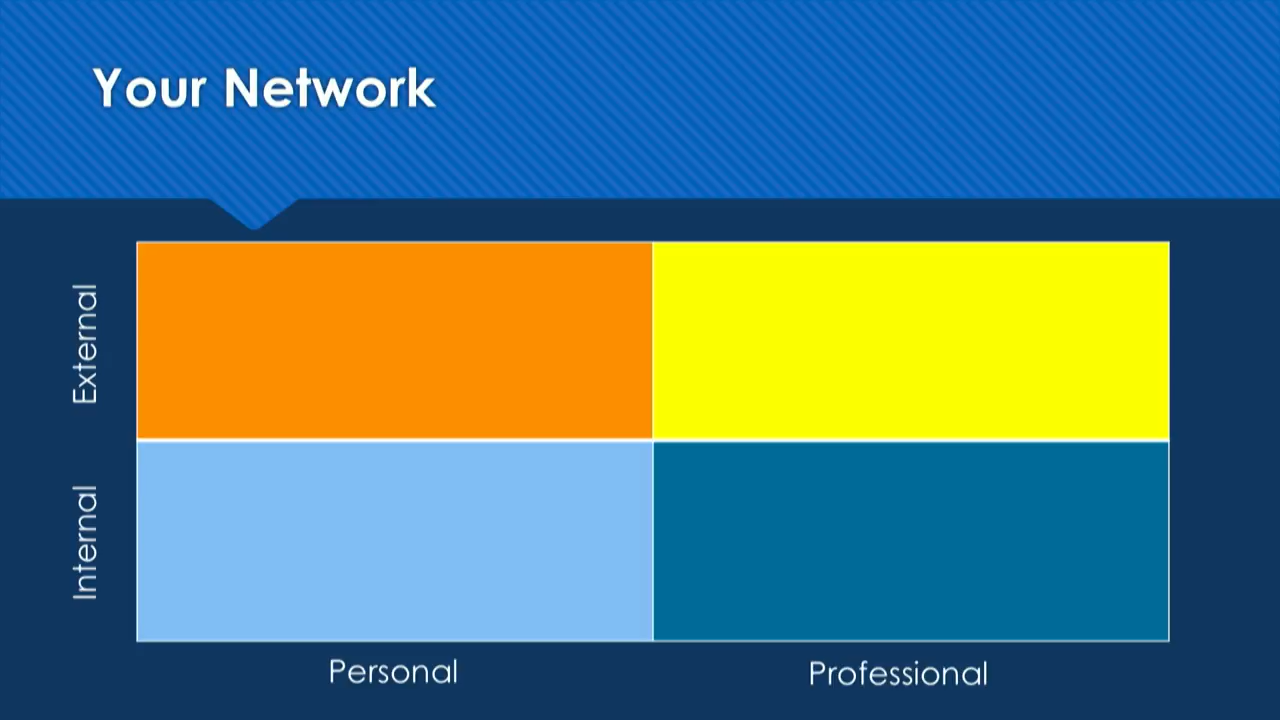 Your Network
External
Internal
Personal
Professional